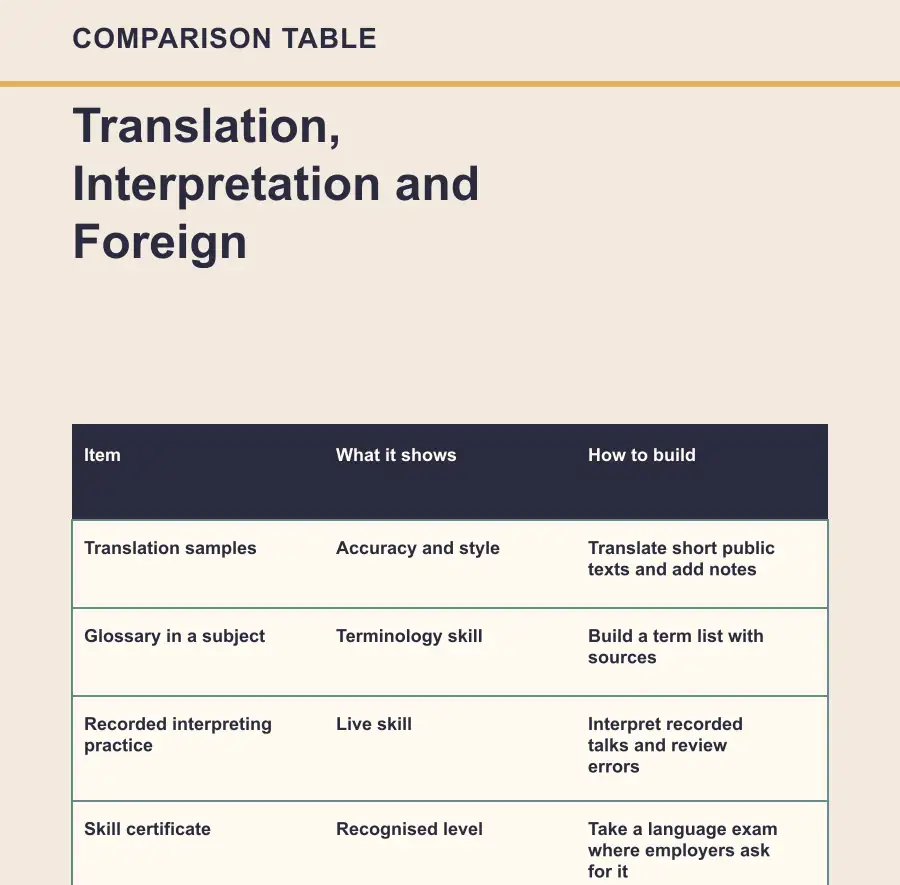 COMPARISON TABLE
Translation,
Interpretation and
Foreign
Item
What it shows
How to build
Translation samples
Accuracy and style
Translate short public
texts and add notes
Glossary in a subject
Terminology skill
Build a term list with
sources
Recorded interpreting
practice
Live skill
Interpret recorded
talks and review
errors
Skill certificate
Recognised level
Take a language exam
where employers ask
for it